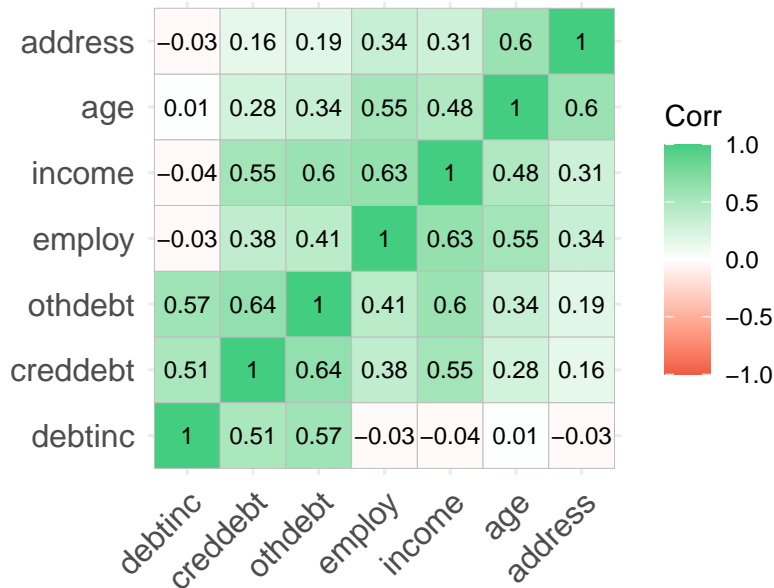 address −0.03 0.16 0.19 0.34 0.31 0.6 1
age 0.01 0.28 0.34 0.55 0.48 1 0.6
income −0.04 0.55 0.6 0.63 1 0.48 0.31
employ −0.03 0.38 0.41 1 0.63 0.55 0.34
othdebt 0.57 0.64 1 0.41 0.6 0.34 0.19
creddebt 0.51 1 0.64 0.38 0.55 0.28 0.16
debtinc 1 0.51 0.57 −0.03 −0.04 0.01 −0.03
debtinc creddebt othdebt employ income age address
Corr
1.0
0.5
0.0
−0.5
−1.0